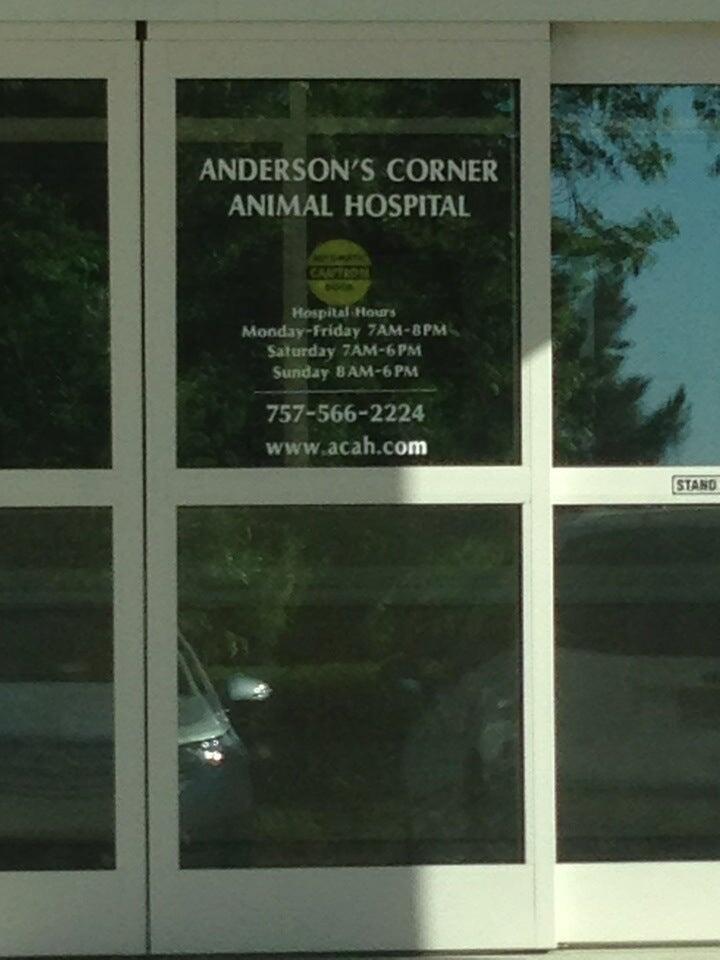 ANDERSON'S CORNER
ANIMAL HOSPITAL
AUTOMATIC
CAUTION
DOOR
Hospital Hours
Monday-Friday 7AM-8PM
Saturday 7AM-6PM
Sunday 8AM-6PM
757-566-2224
www.acah.com
STAND